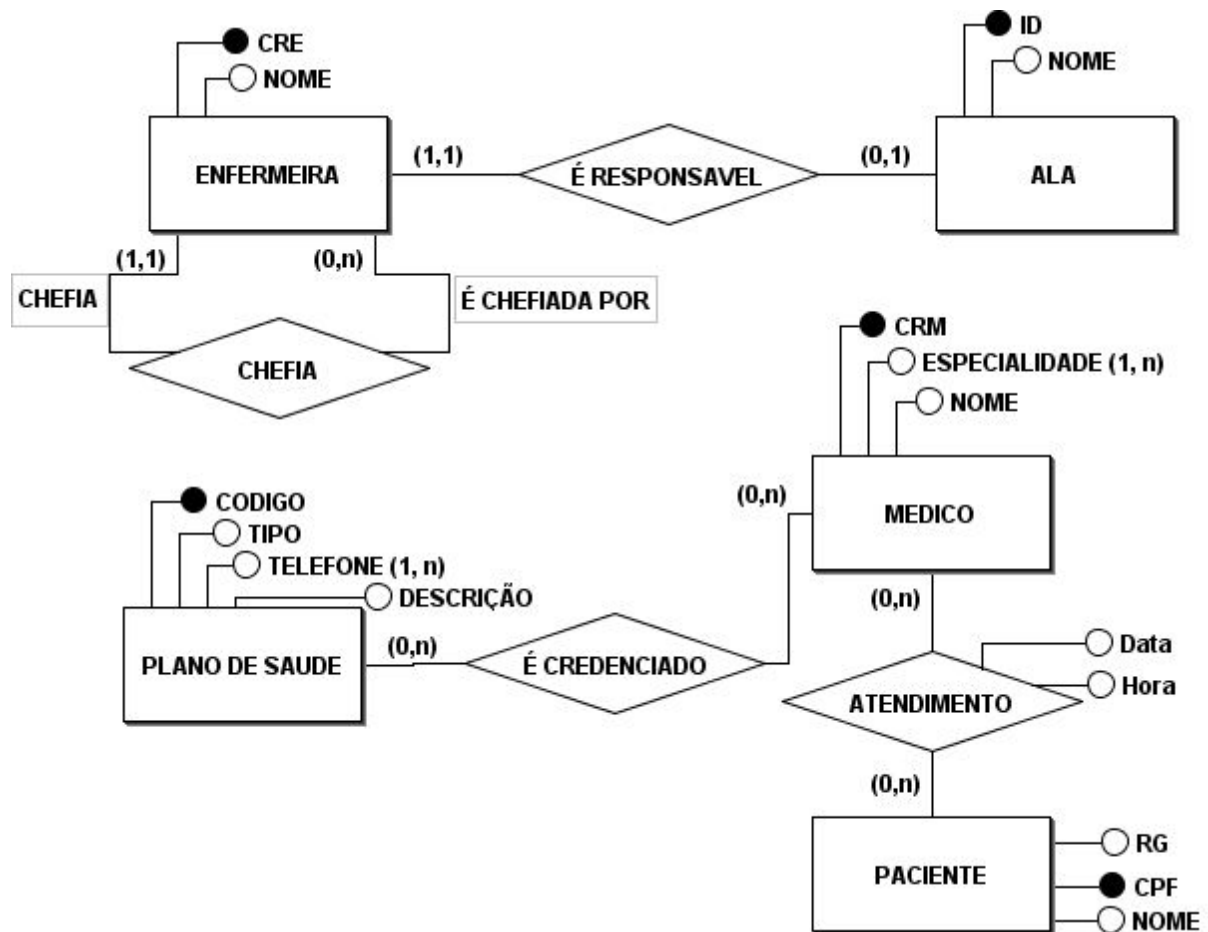 CRE
NOME
ENFERMEIRA
(1,1)
É RESPONSAVEL
(0,1)
ID
NOME
ALA
(1,1)
(0,n)
CHEFIA
É CHEFIADA POR
CHEFIA
CRM
ESPECIALIDADE (1, n)
NOME
MEDICO
(0,n)
CODIGO
TIPO
TELEFONE (1, n)
DESCRIÇÃO
PLANO DE SAUDE
(0,n)
É CREDENCIADO
(0,n)
Data
Hora
ATENDIMENTO
(0,n)
PACIENTE
RG
CPF
NOME